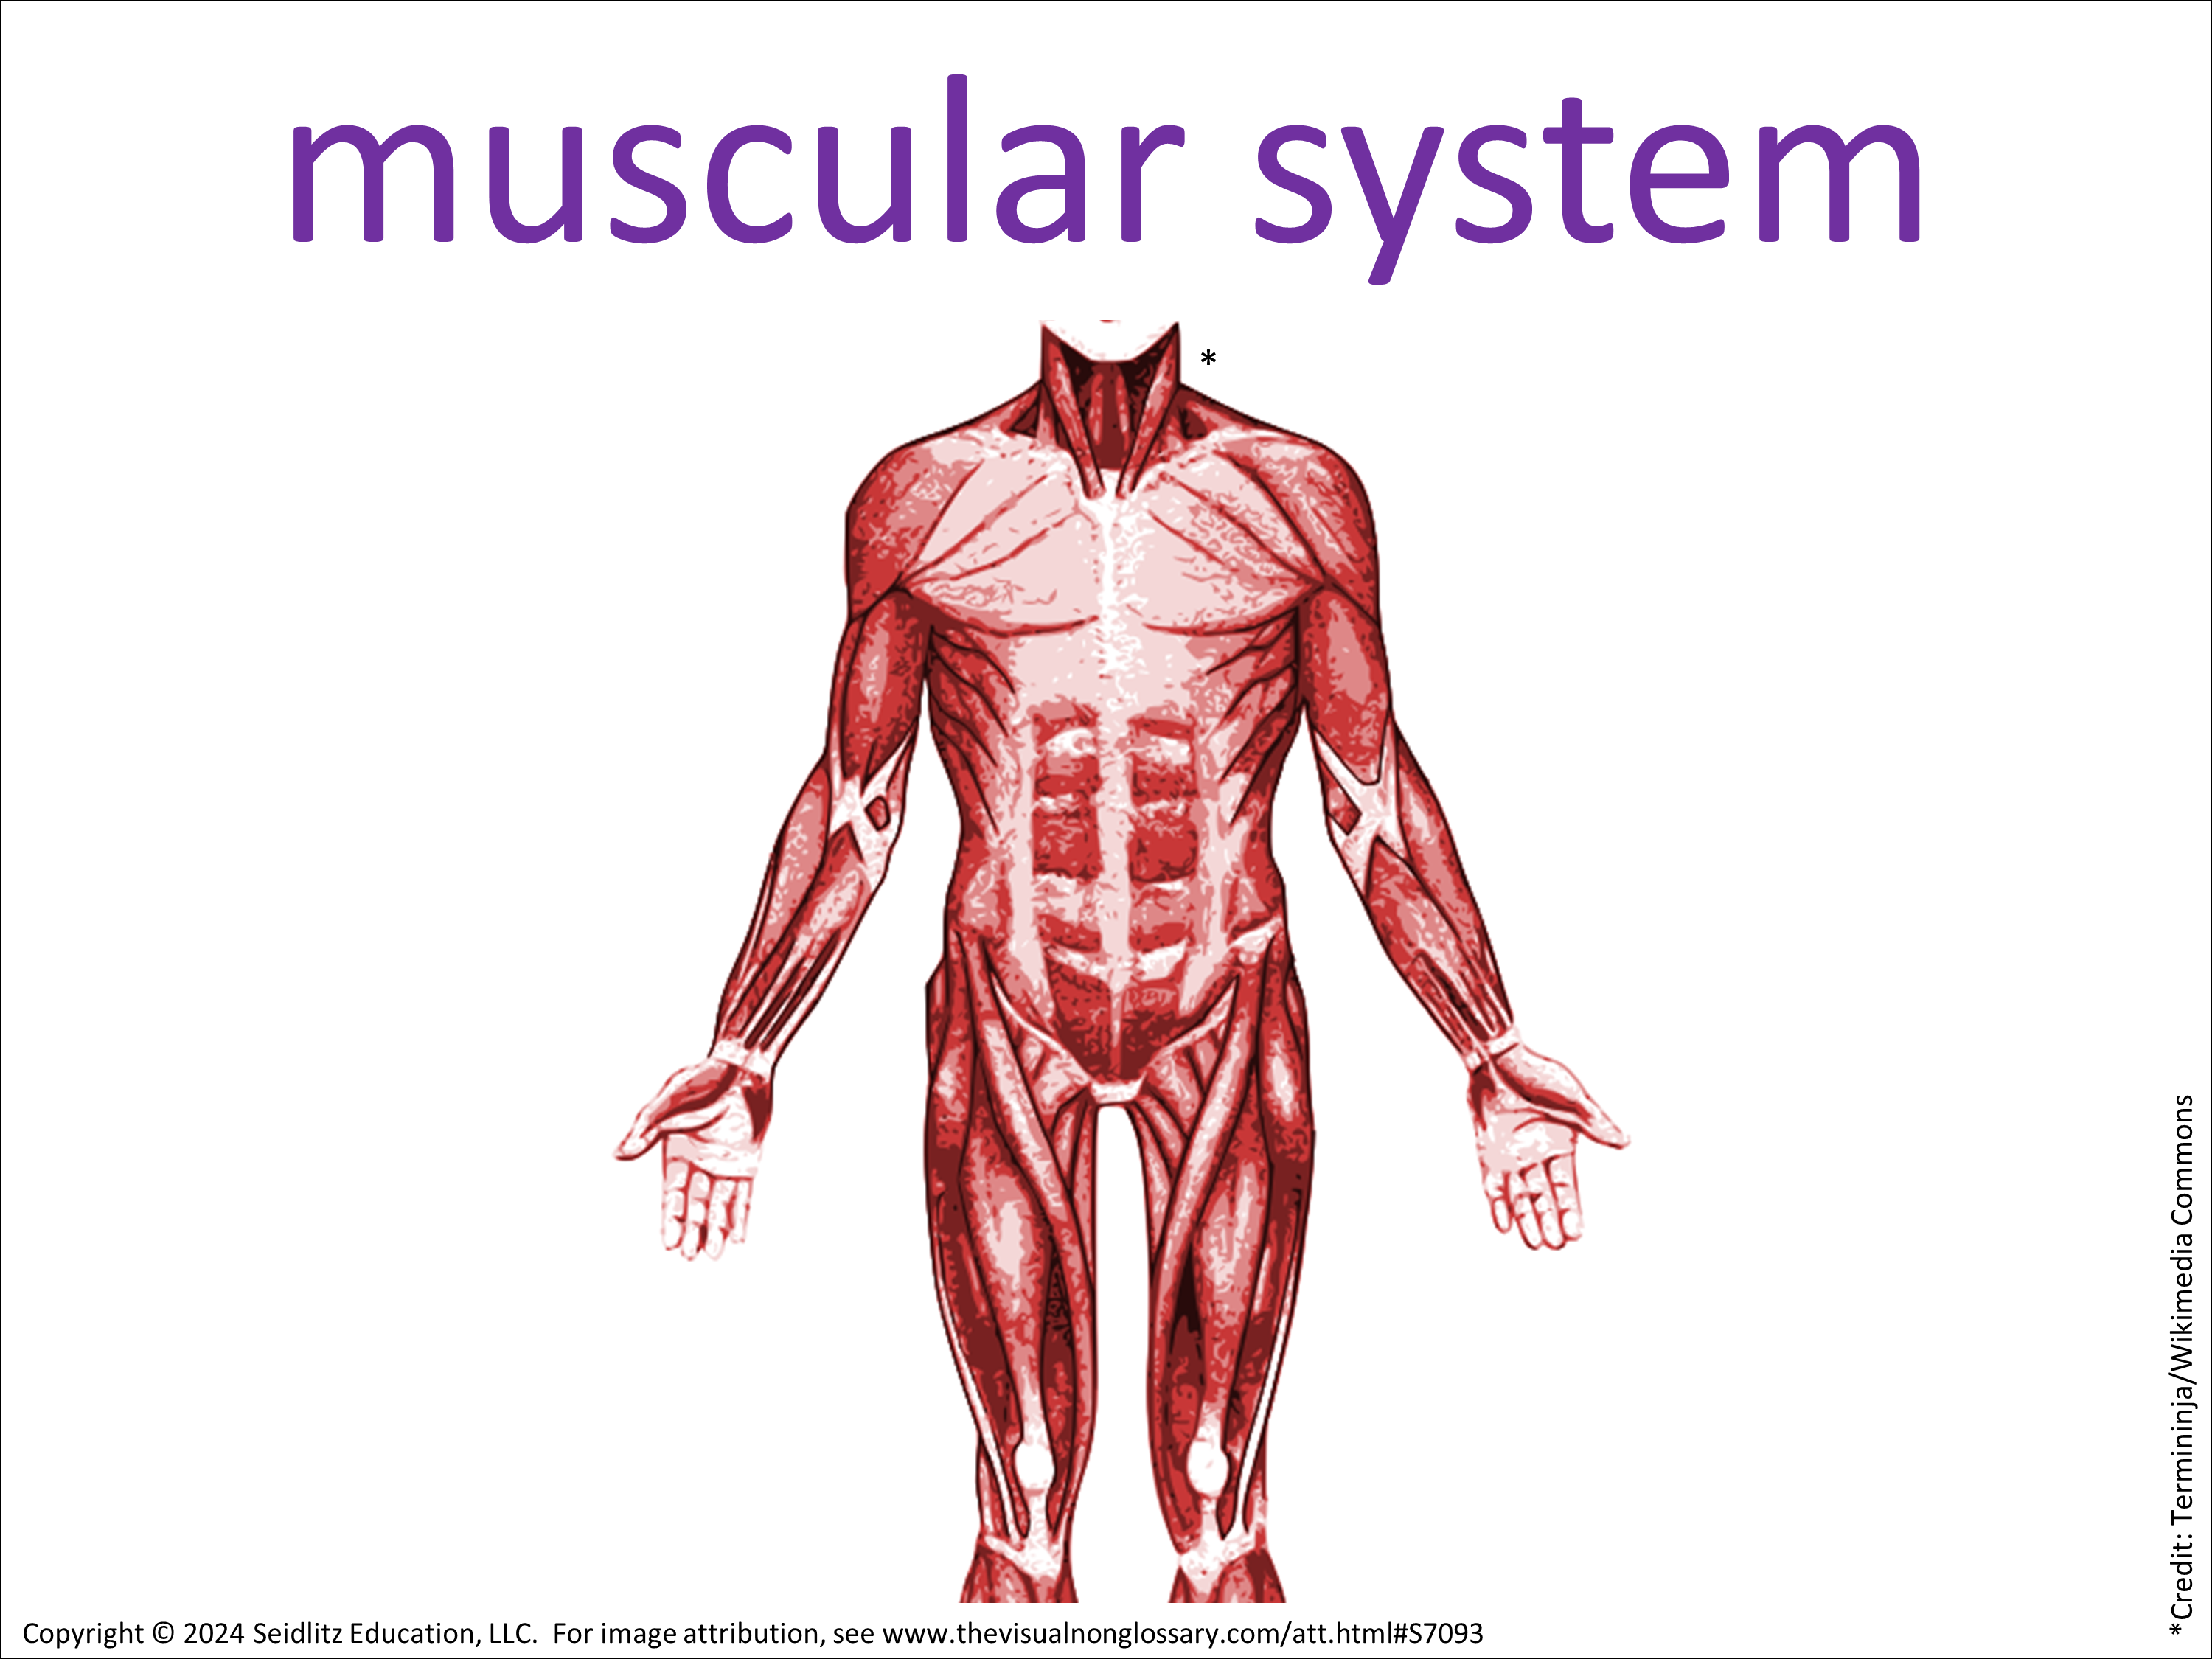 muscular system
*
*Credit: Termininja/Wikimedia Commons
Copyright © 2024 Seidlitz Education, LLC.  For image attribution, see www.thevisualnonglossary.com/att.html#S7093